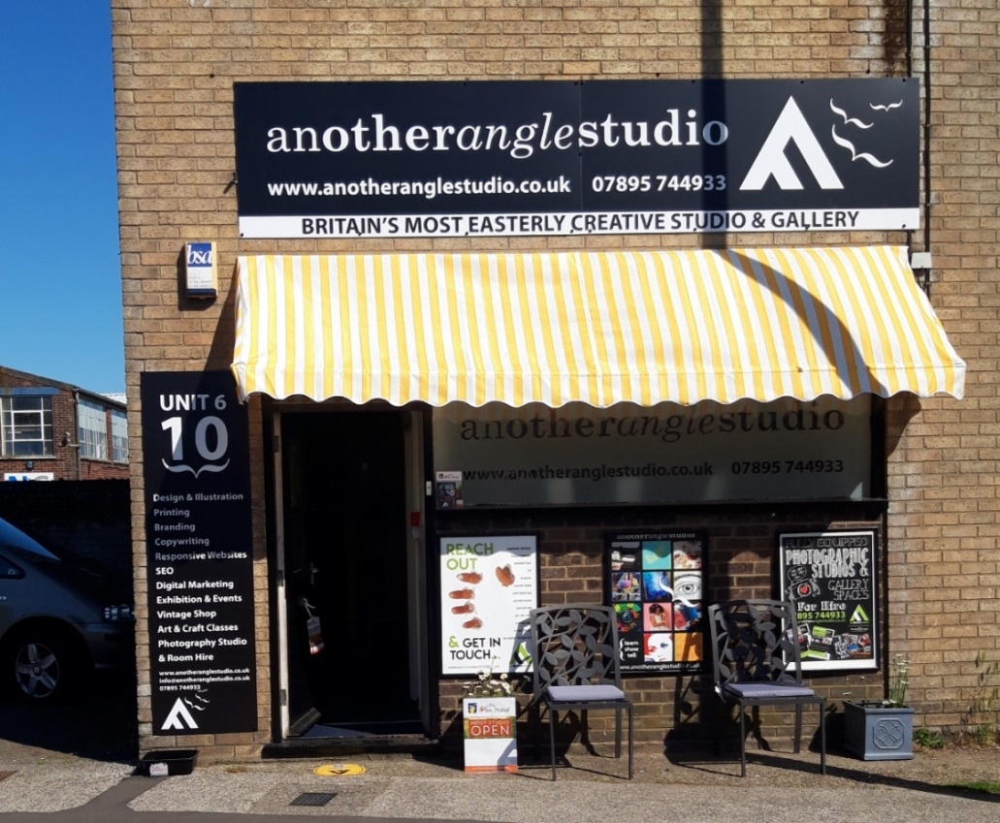 anotheranglestudio
www.anotheranglestudio.co.uk 07895 744933
BRITAIN'S MOST EASTERLY CREATIVE STUDIO & GALLERY
bsa
UNIT 6
10
Design & Illustration
Printing
Branding
Copywriting
Responsive Websites
SEO
Digital Marketing
Exhibition & Events
Vintage Shop
Art & Craft Classes
Photography Studio
& Room Hire
www.anotheranglestudio.co.uk
info@anotheranglestudio.co.uk
07895 744933
anotheranglestudio
www.anotheranglestudio.co.uk 07895 744933
REACH
OUT
& GET IN
TOUCH...
ARTIST STUDIO
OPEN
anotheranglestudio
learn
show
tell
www.anotheranglestudio.co.uk
FULLY EQUIPPED
PHOTOGRAPHIC
STUDIOS &
GALLERY
SPACES
For Hire
07895 744933